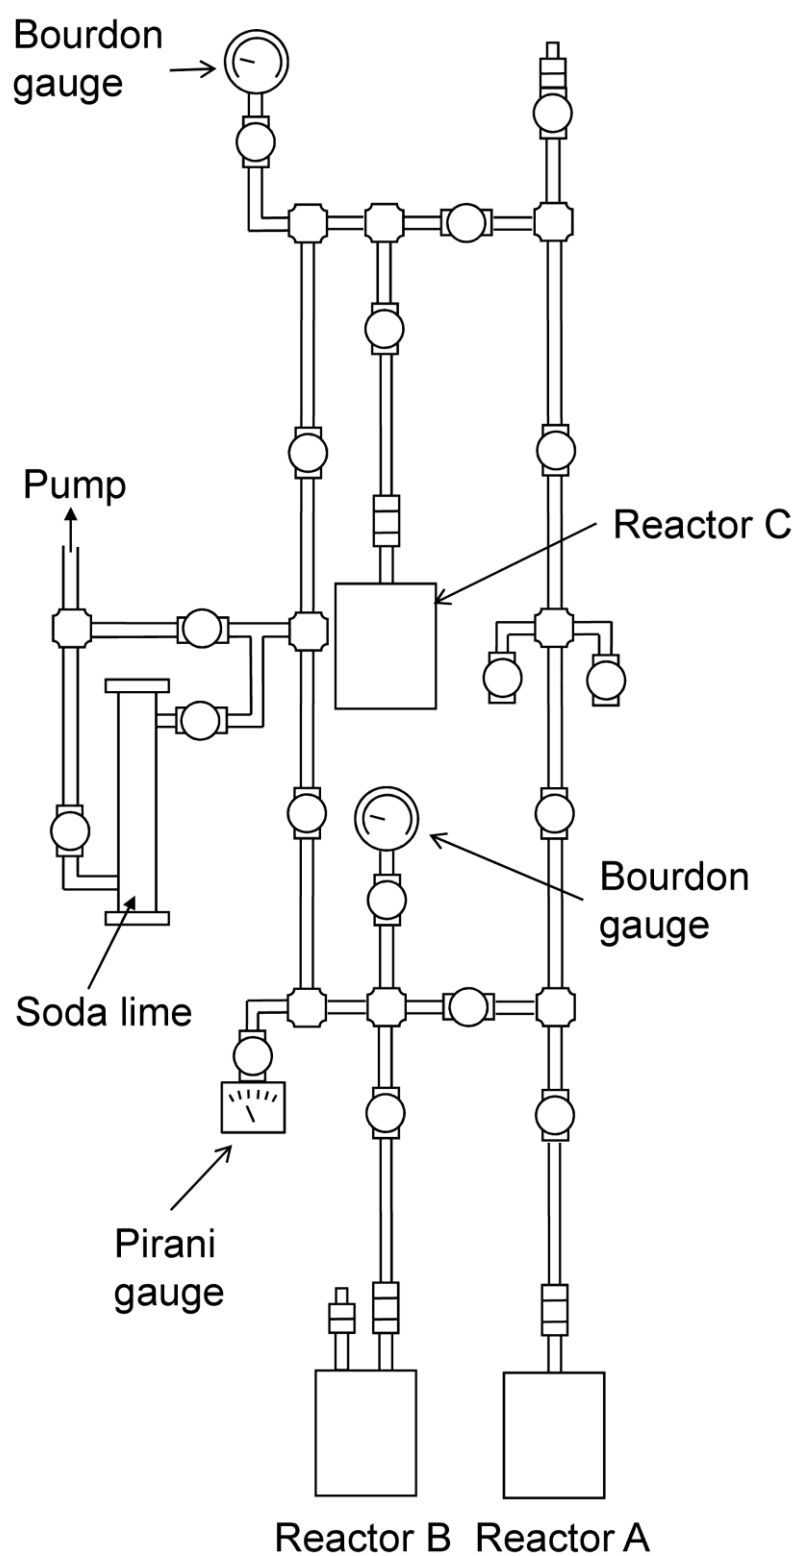 Bourdon
gauge
Pump
Reactor C
Bourdon
gauge
Soda lime
Pirani
gauge
Reactor B
Reactor A